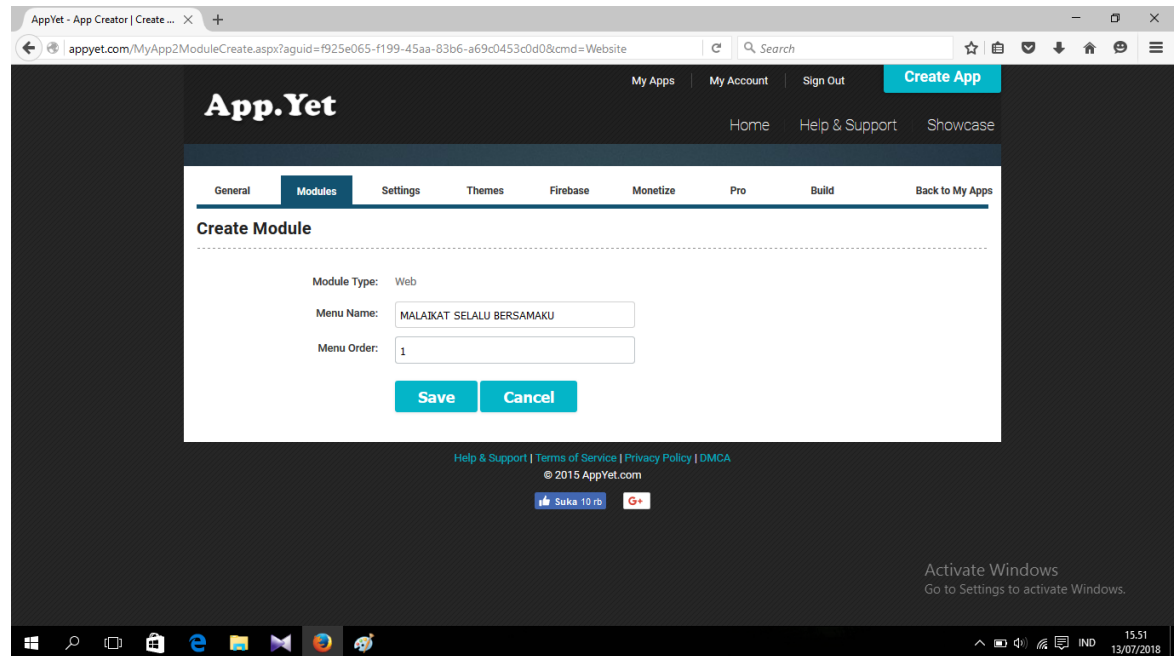 AppYet - App Creator | Create ...
appyet.com/MyApp2ModuleCreate.aspx?aguid=f925e065-f199-45aa-83b6-a69c0453c0d0&cmd=Website
Search
My Apps My Account Sign Out Create App
App.Yet
Home Help & Support Showcase
General Modules Settings Themes Firebase Monetize Pro Build Back to My Apps
Create Module
Module Type: Web
Menu Name: MALAIKAT SELALU BERSAMAKU
Menu Order: 1
Save Cancel
Help & Support | Terms of Service | Privacy Policy | DMCA
© 2015 AppYet.com
Suka 10 rb G+
Activate Windows
Go to Settings to activate Windows.
IND 15.51
13/07/2018